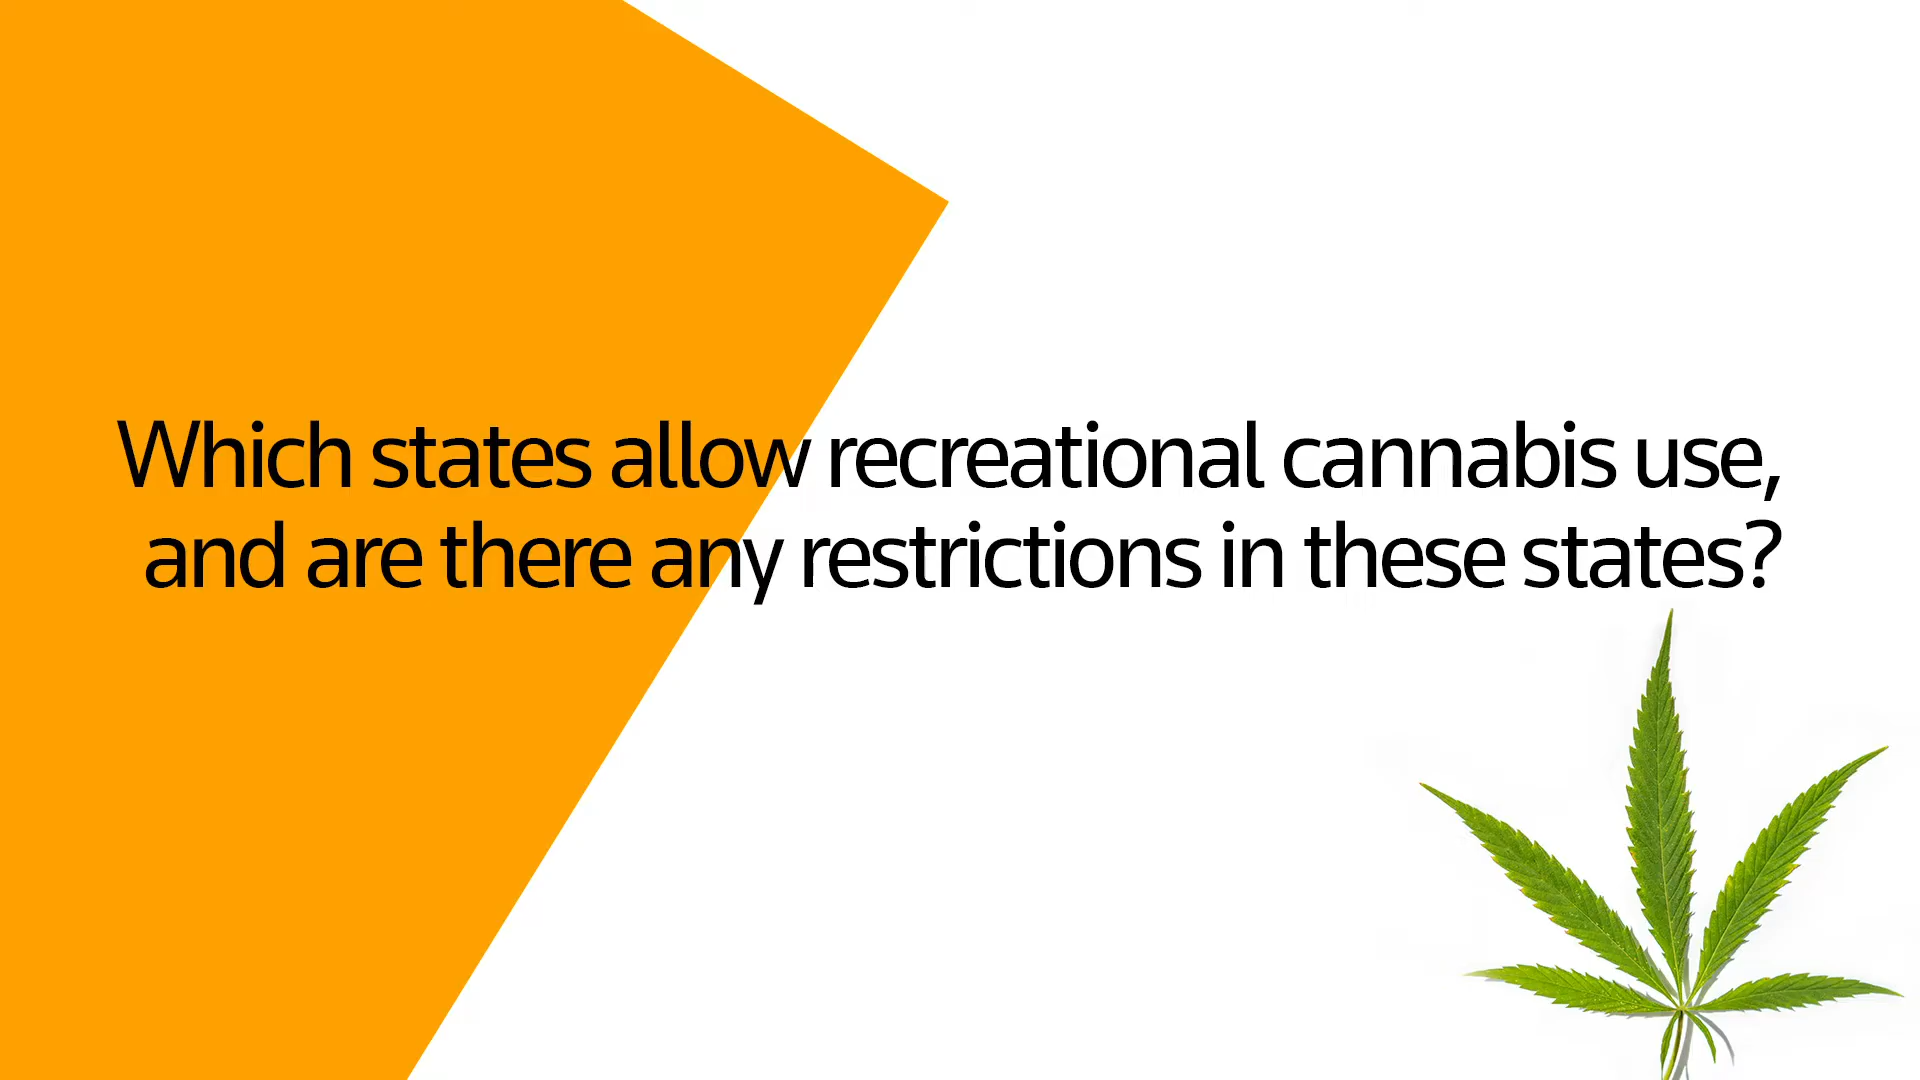 Which states allow recreational cannabis use,
and are there any restrictions in these states?